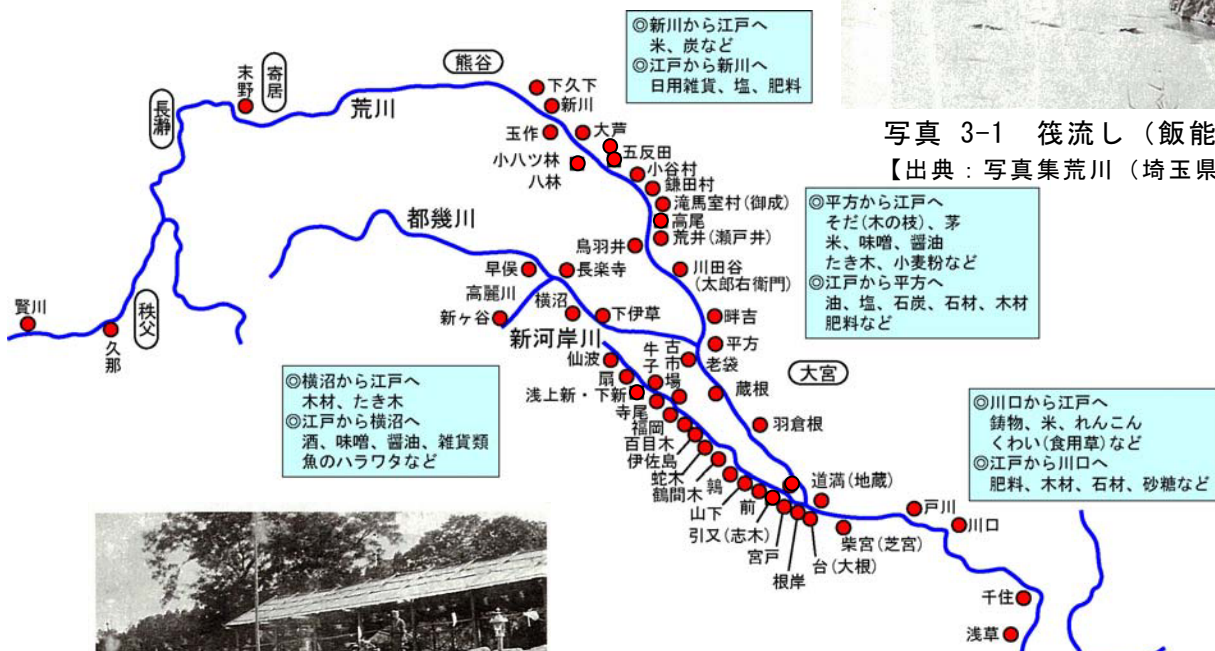 ◎新川から江戸へ
米、炭など
◎江戸から新川へ
日用雑貨、塩、肥料
写真 3-1 筏流し（飯能
【出典：写真集荒川（埼玉県
熊谷
下久下
新川
末野
寄居
長瀞
荒川
玉作
大芦
五反田
小八ツ林
八林
小谷村
鎌田村
滝馬室村(御成)
高尾
荒井(瀬戸井)
鳥羽井
川田谷
(太郎右衛門)
◎平方から江戸へ
そだ(木の枝)、茅
米、味噌、醤油
たき木、小麦粉など
◎江戸から平方へ
油、塩、石炭、石材、木材
肥料など
都幾川
早俣
長楽寺
高麗川
新ヶ谷
横沼
下伊草
畔吉
平方
賢川
久那
秩父
新河岸川
仙波
牛子
古市場
老袋
大宮
扇
蔵根
浅上新・下新
寺尾
羽倉根
福岡
百目木
伊佐島
蛇木
鶴間木
鶉
山下
前
引又(志木)
宮戸
根岸
台(大根)
道満(地蔵)
柴宮(芝宮)
戸川
川口
千住
浅草
◎横沼から江戸へ
木材、たき木
◎江戸から横沼へ
酒、味噌、醤油、雑貨類
魚のハラワタなど
◎川口から江戸へ
鋳物、米、れんこん
くわい(食用草)など
◎江戸から川口へ
肥料、木材、石材、砂糖など